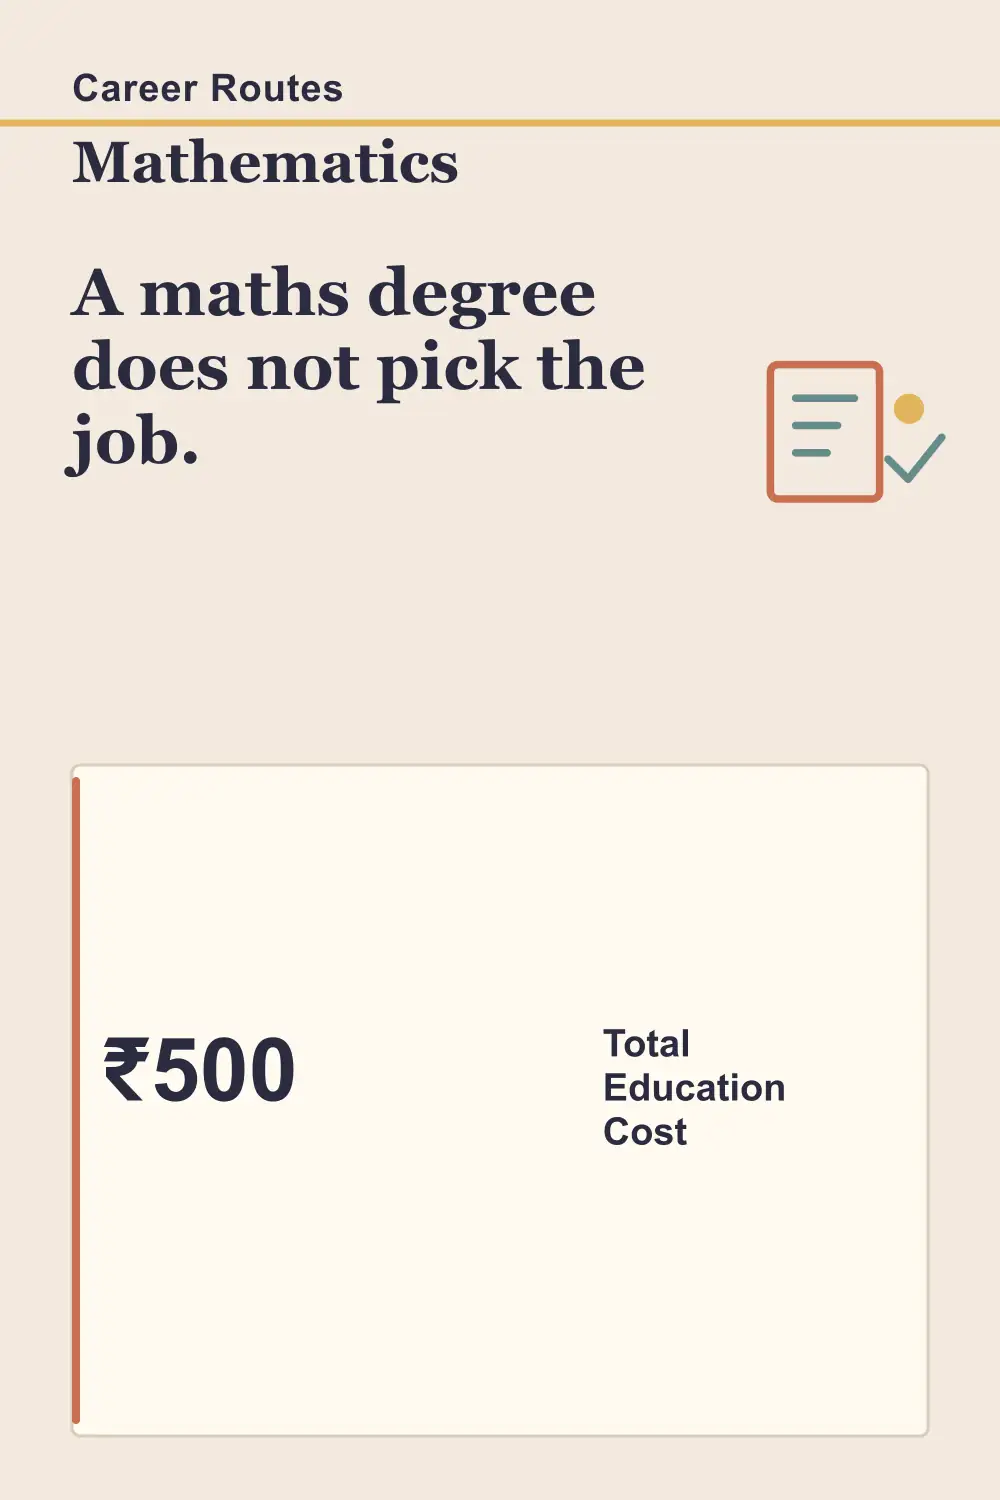 Career Routes
Mathematics
A maths degree
does not pick the
job.
₹500
Total
Education
Cost